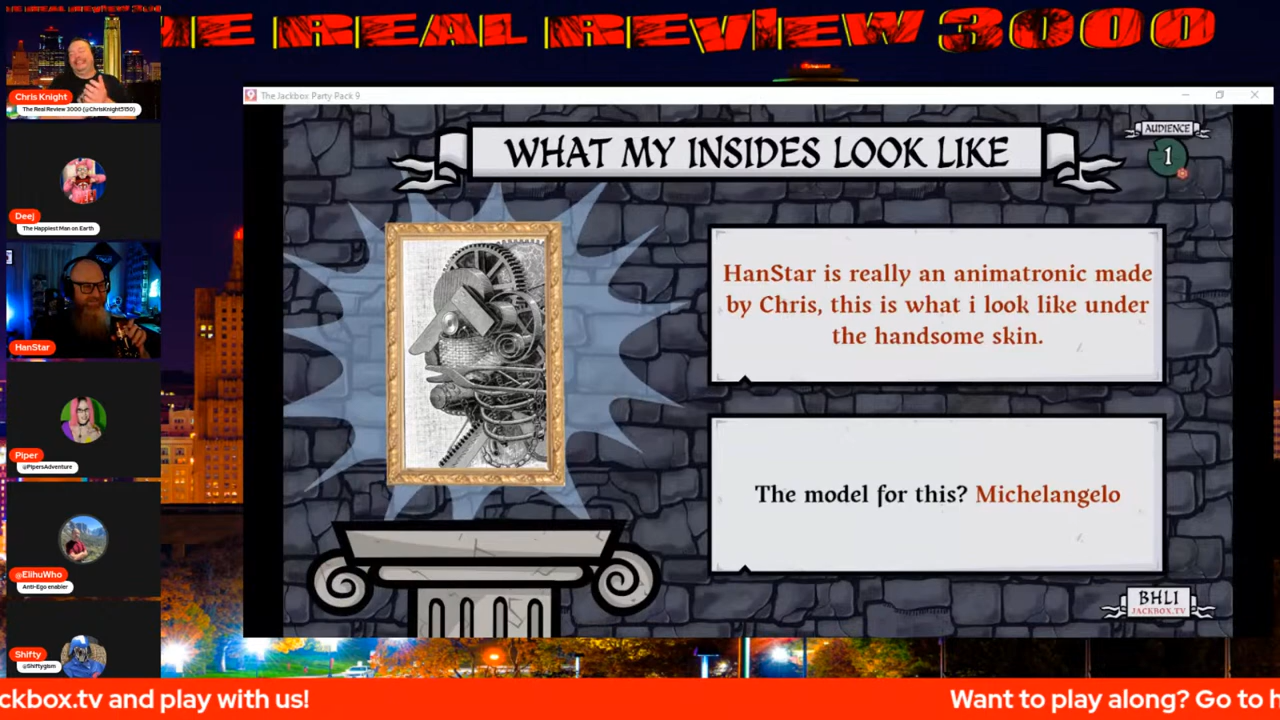 THE REAL REVIEW 3000
Chris Knight
The Real Review 3000 (@ChrisKnight5150)
Deej
The Happiest Man on Earth
HanStar
Piper
@PipersAdventure
@ElihuWho
Anti-Ego enabler
Shifty
@Shiftygism
The Jackbox Party Pack 9
WHAT MY INSIDES LOOK LIKE
AUDIENCE
1
HanStar is really an animatronic made
by Chris, this is what i look like under
the handsome skin.
The model for this? Michelangelo
BHLI
JACKBOX.TV
ckbox.tv and play with us!
Want to play along? Go to h